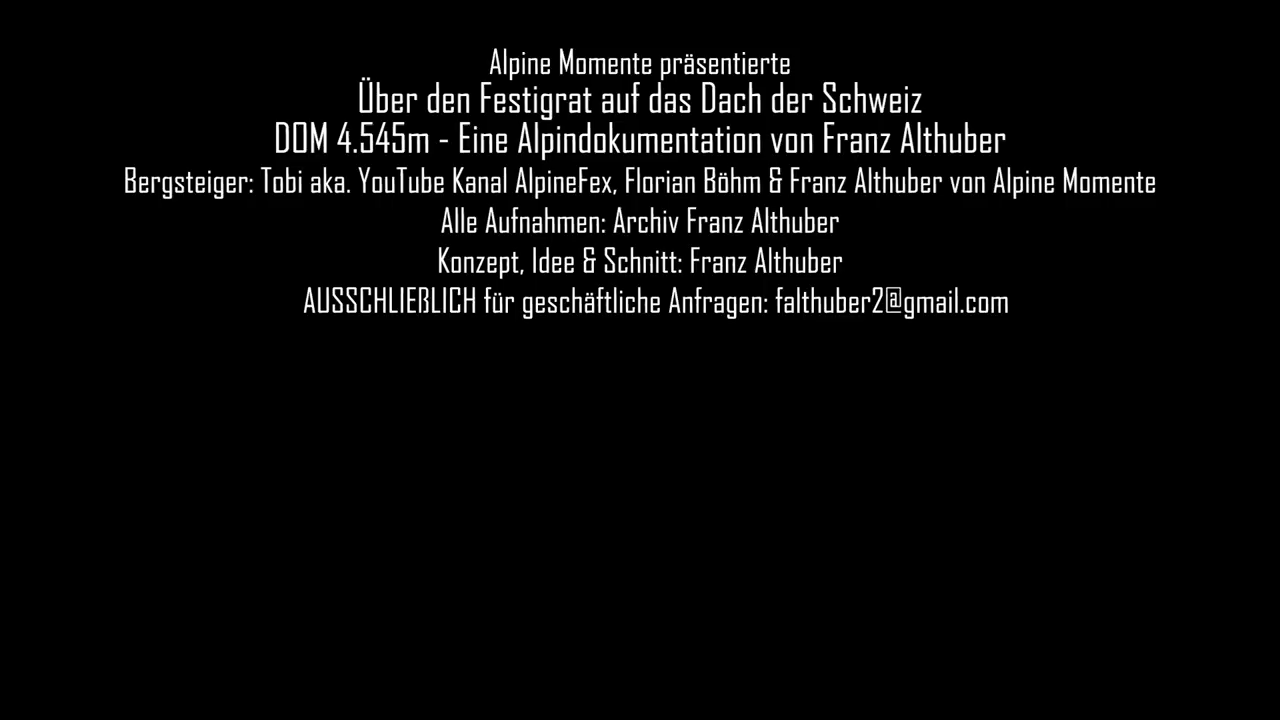 Alpine Momente präsentierte
Über den Festigrat auf das Dach der Schweiz
DOM 4.545m - Eine Alpindokumentation von Franz Althuber
Bergsteiger: Tobi aka. YouTube Kanal AlpineFex, Florian Böhm & Franz Althuber von Alpine Momente
Alle Aufnahmen: Archiv Franz Althuber
Konzept, Idee & Schnitt: Franz Althuber
AUSSCHLIEßLICH für geschäftliche Anfragen: falthuber2@gmail.com